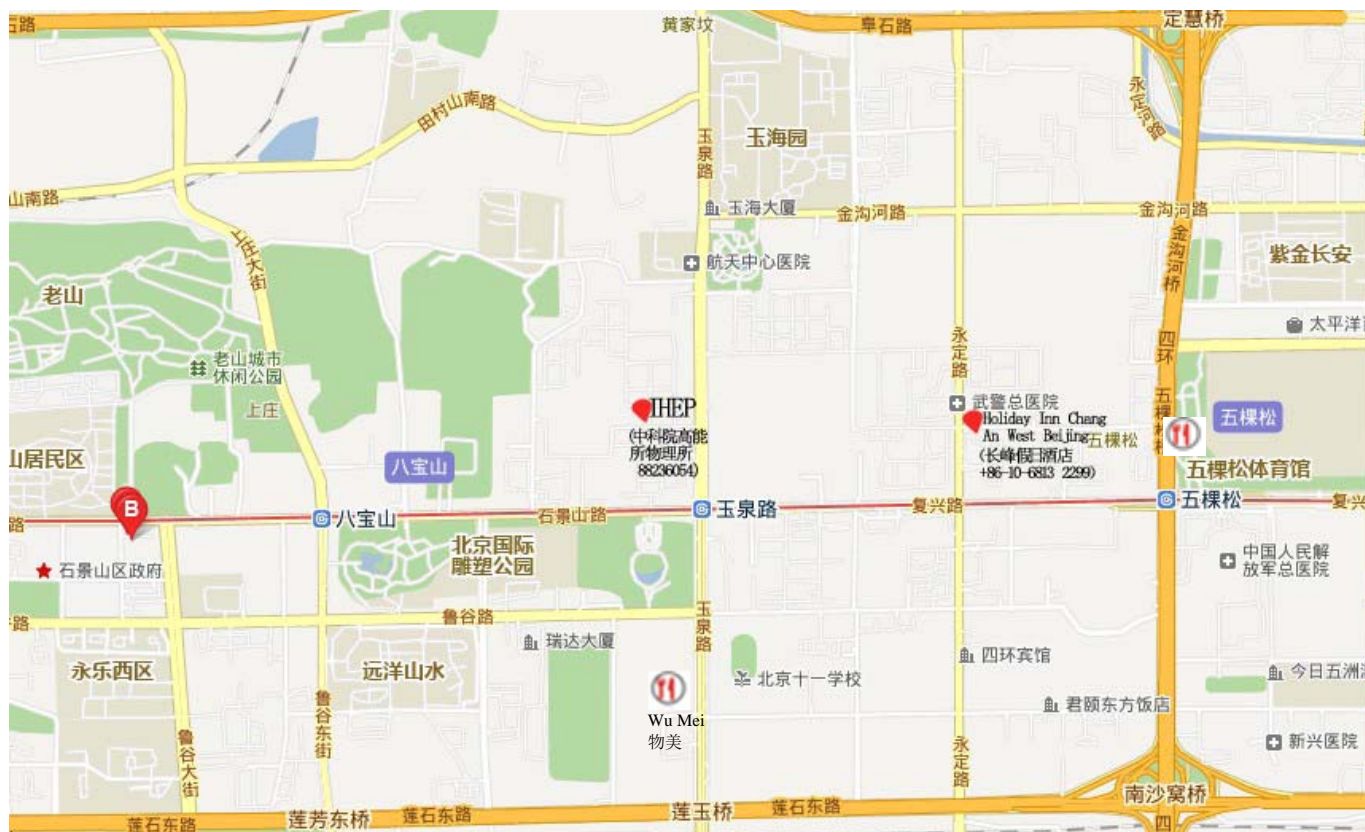 石路
黄家坟
阜石路
定慧桥
永定河路
田村山南路
玉泉路
玉海园
山南路
玉海大厦
金沟河路
金沟河路
金沟河桥
上庄大街
航天中心医院
紫金长安
老山
太平洋
永定路
四环
老山城市
休闲公园
上庄
IHEP
(中科院高能
所物理所
88236054)
武警总医院
Holiday Inn Chang
An West Beijing
(长峰假日酒店
+86-10-6813 2299)
五棵松
五棵松
山居民区
八宝山
五棵松体育馆
B
路
八宝山
石景山路
玉泉路
复兴路
五棵松
复兴
石景山区政府
北京国际
雕塑公园
中国人民解
放军总医院
路
鲁谷路
玉泉路
瑞达大厦
四环宾馆
永乐西区
远洋山水
北京十一学校
今日五洲
鲁谷东街
君颐东方饭店
Wu Mei
物美
鲁谷大街
永定路
新兴医院
莲石东路
莲芳东桥
莲石东路
莲玉桥
莲石东路
南沙窝桥
四